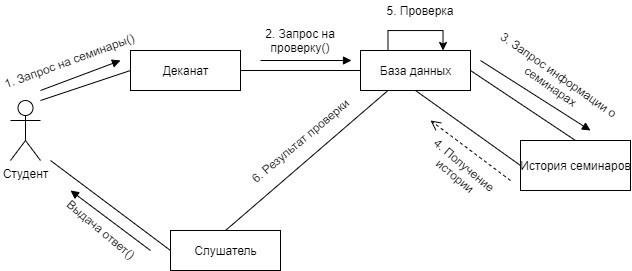 5. Проверка
2. Запрос на
проверку()
1. Запрос на семинары()
3. Запрос информации о
семинарах
Деканат
База данных
Студент
6. Результат проверки
4. Получение
истории
История семинаров
Выдача ответ()
Слушатель